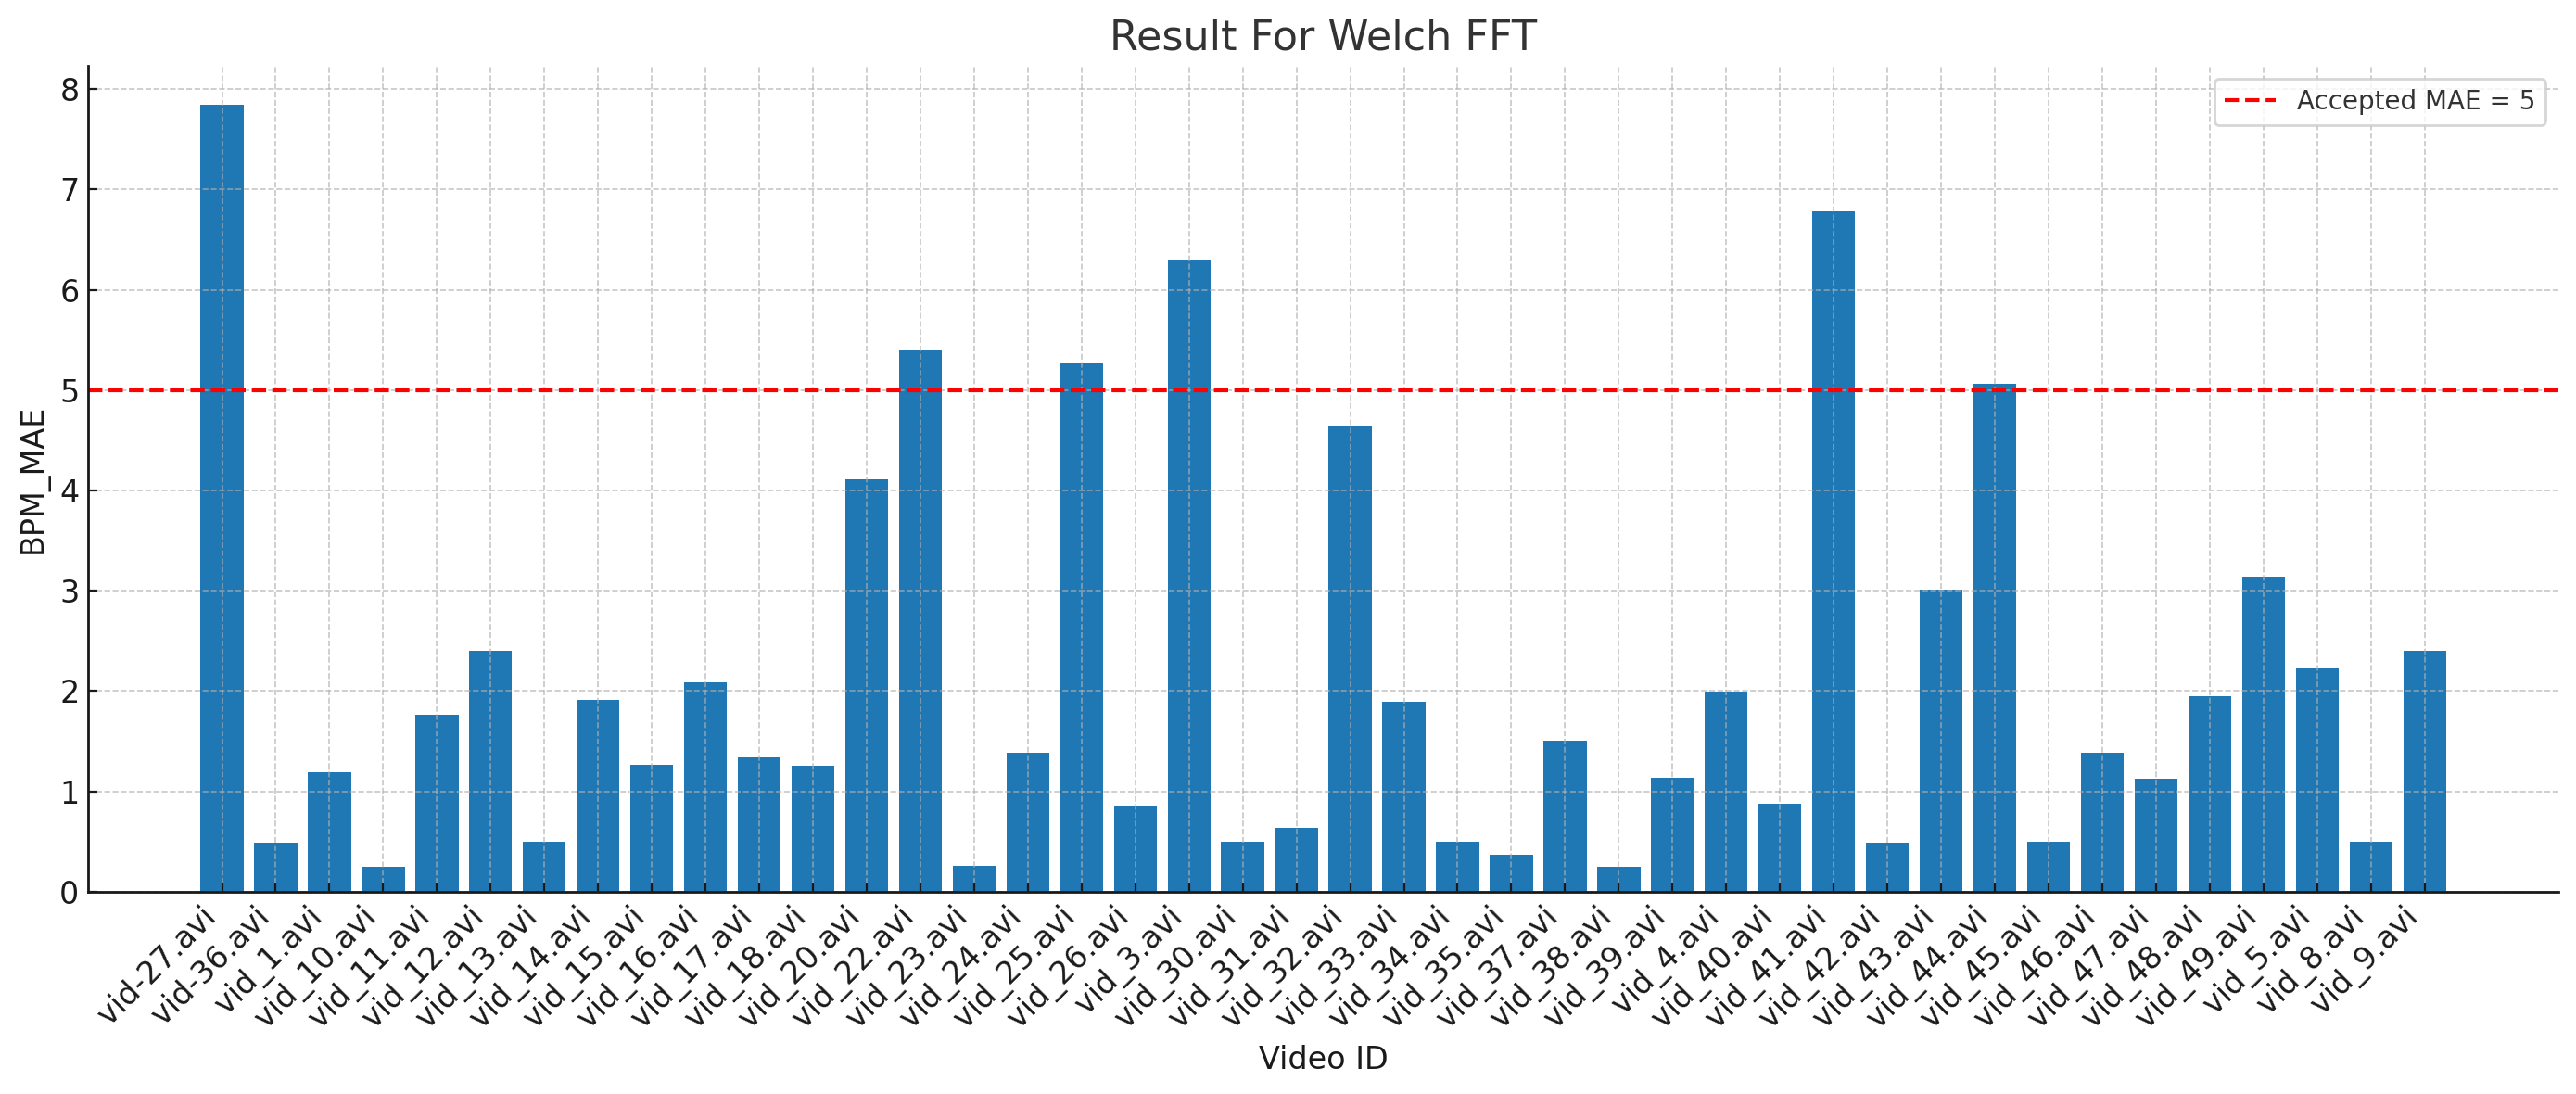 Result For Welch FFT
8
7
6
5
4
3
2
1
0
BPM_MAE
Accepted MAE = 5
vid-27.avi
vid-36.avi
vid_1.avi
vid_10.avi
vid_11.avi
vid_12.avi
vid_13.avi
vid_14.avi
vid_15.avi
vid_16.avi
vid_17.avi
vid_18.avi
vid_20.avi
vid_22.avi
vid_23.avi
vid_24.avi
vid_25.avi
vid_26.avi
vid_3.avi
vid_30.avi
vid_31.avi
vid_32.avi
vid_33.avi
vid_34.avi
vid_35.avi
vid_37.avi
vid_38.avi
vid_39.avi
vid_4.avi
vid_40.avi
vid_41.avi
vid_42.avi
vid_43.avi
vid_44.avi
vid_45.avi
vid_46.avi
vid_47.avi
vid_48.avi
vid_49.avi
vid_5.avi
vid_8.avi
vid_9.avi
Video ID